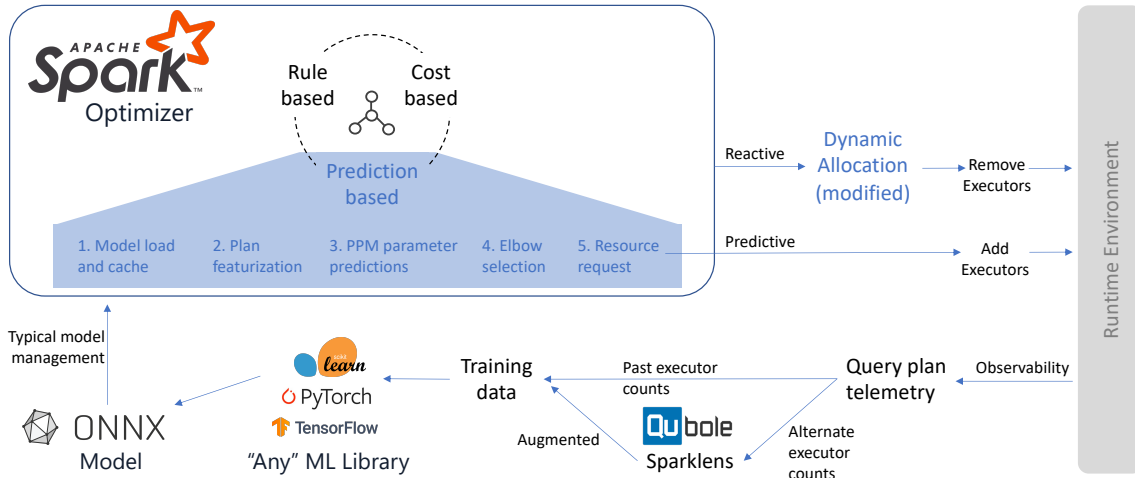 APACHE
Spark™
Optimizer
Rule
based
Cost
based
Prediction
based
1. Model load
and cache
2. Plan
featurization
3. PPM parameter
predictions
4. Elbow
selection
5. Resource
request
Reactive
Dynamic
Allocation
(modified)
Remove
Executors
Predictive
Add
Executors
Runtime Environment
Typical model
management
ONNX
Model
scikit
learn
PyTorch
TensorFlow
“Any” ML Library
Training
data
Past executor
counts
Augmented
Qubole
Sparklens
Alternate
executor
counts
Query plan
telemetry
Observability